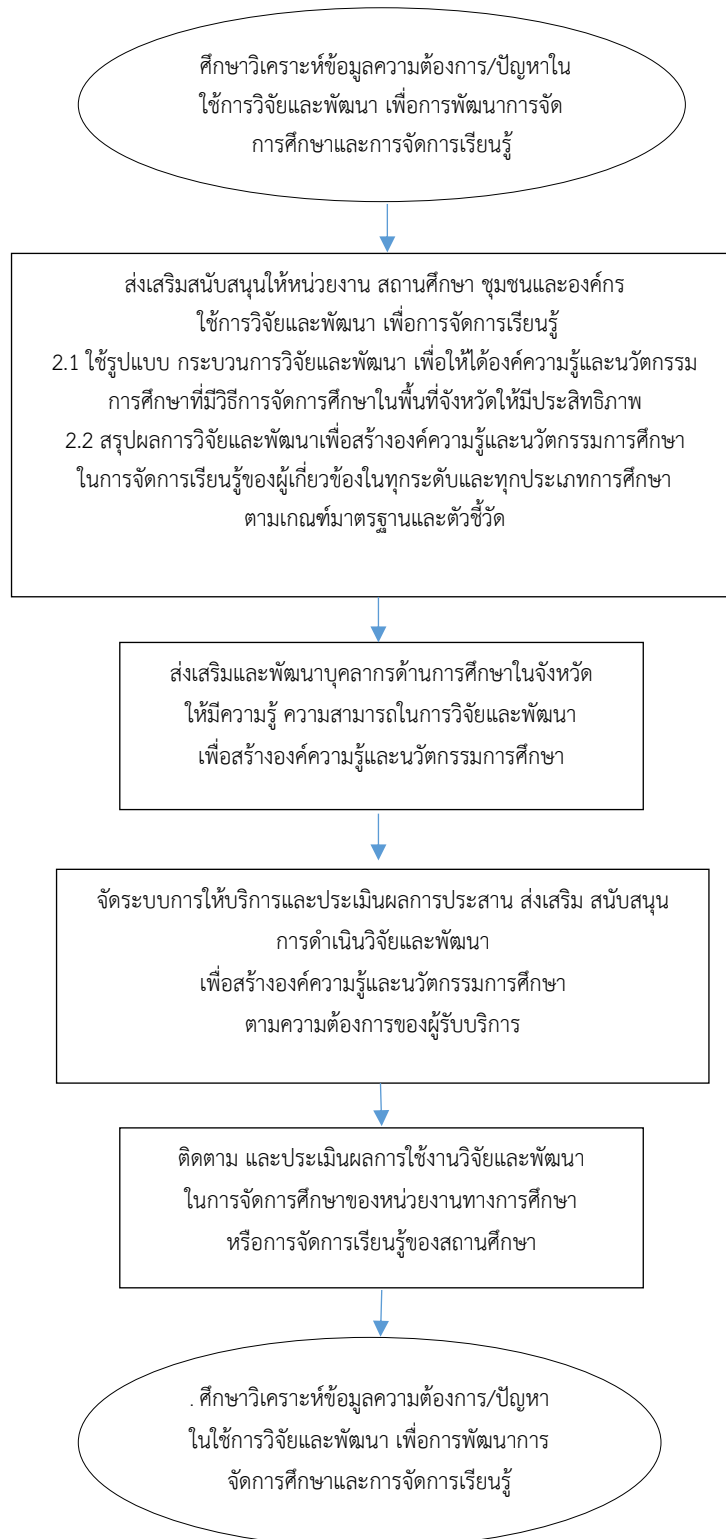 ศึกษาวิเคราะห์ข้อมูลความต้องการ/ปัญหาใน
ใช้การวิจัยและพัฒนา เพื่อการพัฒนาการจัด
การศึกษาและการจัดการเรียนรู้
ส่งเสริมสนับสนุนให้หน่วยงาน สถานศึกษา ชุมชนและองค์กร
ใช้การวิจัยและพัฒนา เพื่อการจัดการเรียนรู้
2.1 ใช้รูปแบบ กระบวนการวิจัยและพัฒนา เพื่อให้ได้องค์ความรู้และนวัตกรรม
การศึกษาที่มีวิธีการจัดการศึกษาในพื้นที่จังหวัดให้มีประสิทธิภาพ
2.2 สรุปผลการวิจัยและพัฒนาเพื่อสร้างองค์ความรู้และนวัตกรรมการศึกษา
ในการจัดการเรียนรู้ของผู้เกี่ยวข้องในทุกระดับและทุกประเภทการศึกษา
ตามเกณฑ์มาตรฐานและตัวชี้วัด
ส่งเสริมและพัฒนาบุคลากรด้านการศึกษาในจังหวัด
ให้มีความรู้ ความสามารถในการวิจัยและพัฒนา
เพื่อสร้างองค์ความรู้และนวัตกรรมการศึกษา
จัดระบบการให้บริการและประเมินผลการประสาน ส่งเสริม สนับสนุน
การดำเนินวิจัยและพัฒนา
เพื่อสร้างองค์ความรู้และนวัตกรรมการศึกษา
ตามความต้องการของผู้รับบริการ
ติดตาม และประเมินผลการใช้งานวิจัยและพัฒนา
ในการจัดการศึกษาของหน่วยงานทางการศึกษา
หรือการจัดการเรียนรู้ของสถานศึกษา
. ศึกษาวิเคราะห์ข้อมูลความต้องการ/ปัญหา
ในใช้การวิจัยและพัฒนา เพื่อการพัฒนาการ
จัดการศึกษาและการจัดการเรียนรู้